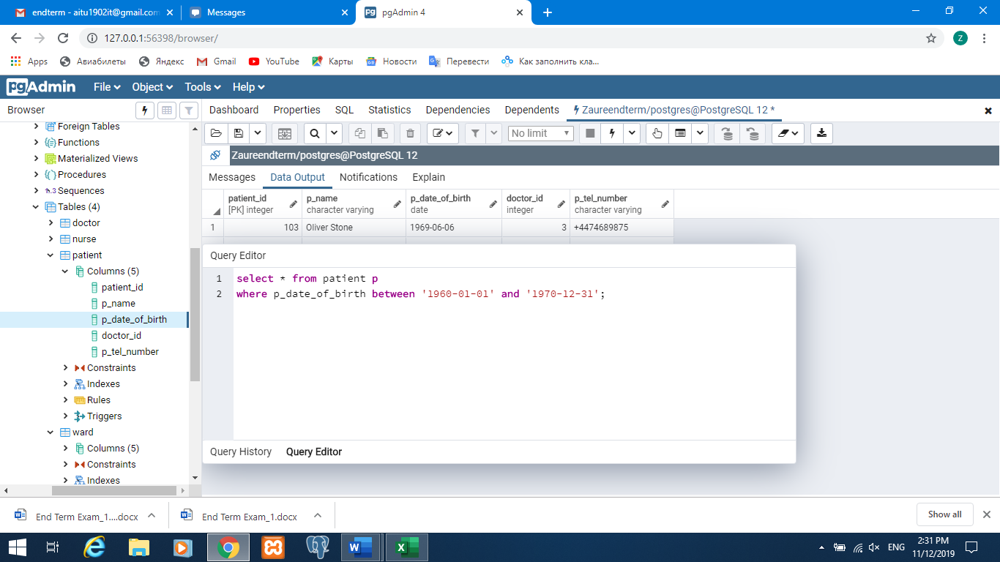 endterm - aitu1902it@gmail.com
Messages
pgAdmin 4
127.0.0.1:56398/browser/
Z
Apps
Авиабилеты
Яндекс
Gmail
YouTube
Карты
Новости
Перевести
Как заполнить кла...
pgAdmin
File
Object
Tools
Help
Browser
Dashboard
Properties
SQL
Statistics
Dependencies
Dependents
Zaureendterm/postgres@PostgreSQL 12 *
No limit
Zaureendterm/postgres@PostgreSQL 12
Messages
Data Output
Notifications
Explain
patient_id
[PK] integer
p_name
character varying
p_date_of_birth
date
doctor_id
integer
p_tel_number
character varying
1
103
Oliver Stone
1969-06-06
3
+4474689875
Foreign Tables
Functions
Materialized Views
Procedures
1..3 Sequences
Tables (4)
doctor
nurse
patient
Columns (5)
patient_id
p_name
p_date_of_birth
doctor_id
p_tel_number
Constraints
Indexes
Rules
Triggers
ward
Columns (5)
Constraints
Indexes
Query Editor
1 select * from patient p
2 where p_date_of_birth between '1960-01-01' and '1970-12-31';
Query History
Query Editor
End Term Exam_1....docx
End Term Exam_1.docx
Show all
ENG
2:31 PM
11/12/2019